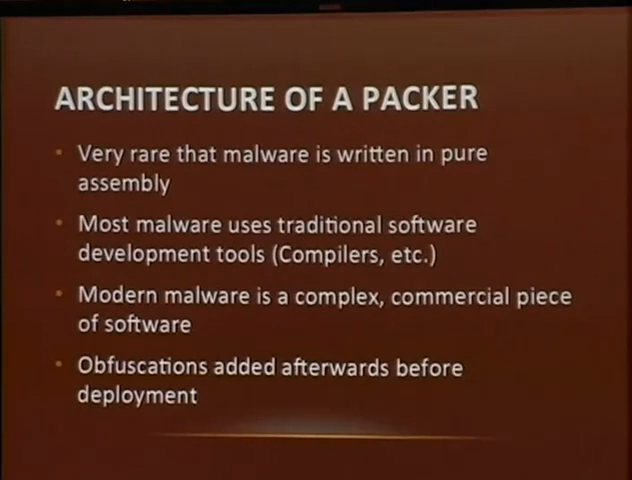 ARCHITECTURE OF A PACKER
• Very rare that malware is written in pure
assembly
• Most malware uses traditional software
development tools (Compilers, etc.)
• Modern malware is a complex, commercial piece
of software
• Obfuscations added afterwards before
deployment